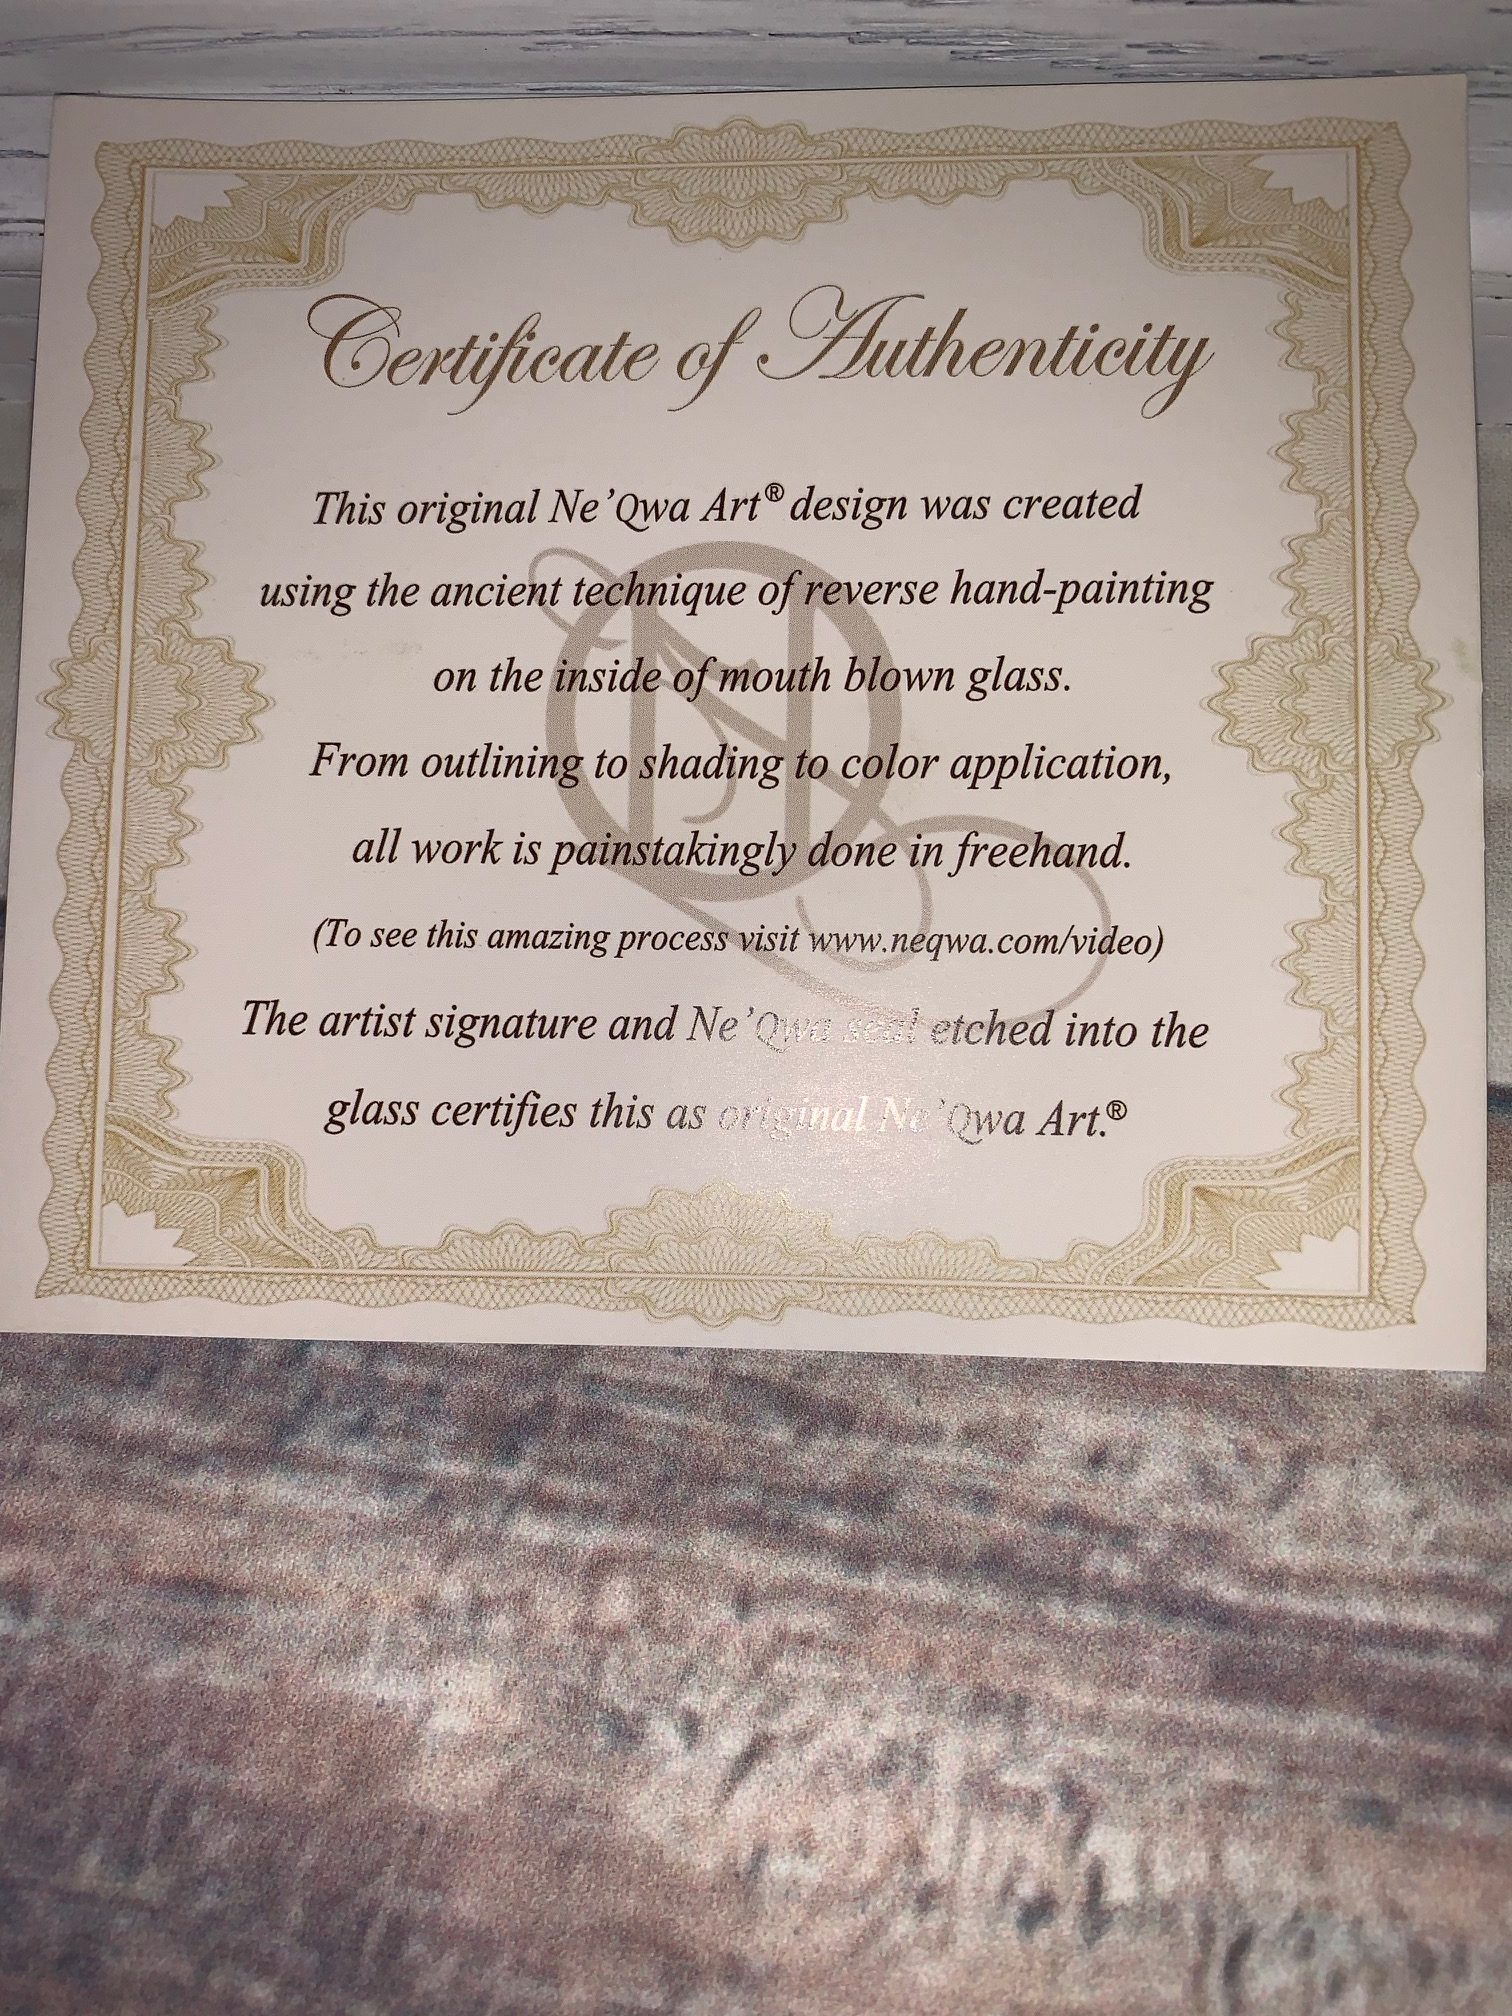 Certificate of Authenticity
This original Ne’Qwa Art® design was created
using the ancient technique of reverse hand-painting
on the inside of mouth blown glass.
From outlining to shading to color application,
all work is painstakingly done in freehand.
(To see this amazing process visit www.neqwa.com/video)
The artist signature and Ne’Qwa seal etched into the
glass certifies this as original Ne’Qwa Art.®